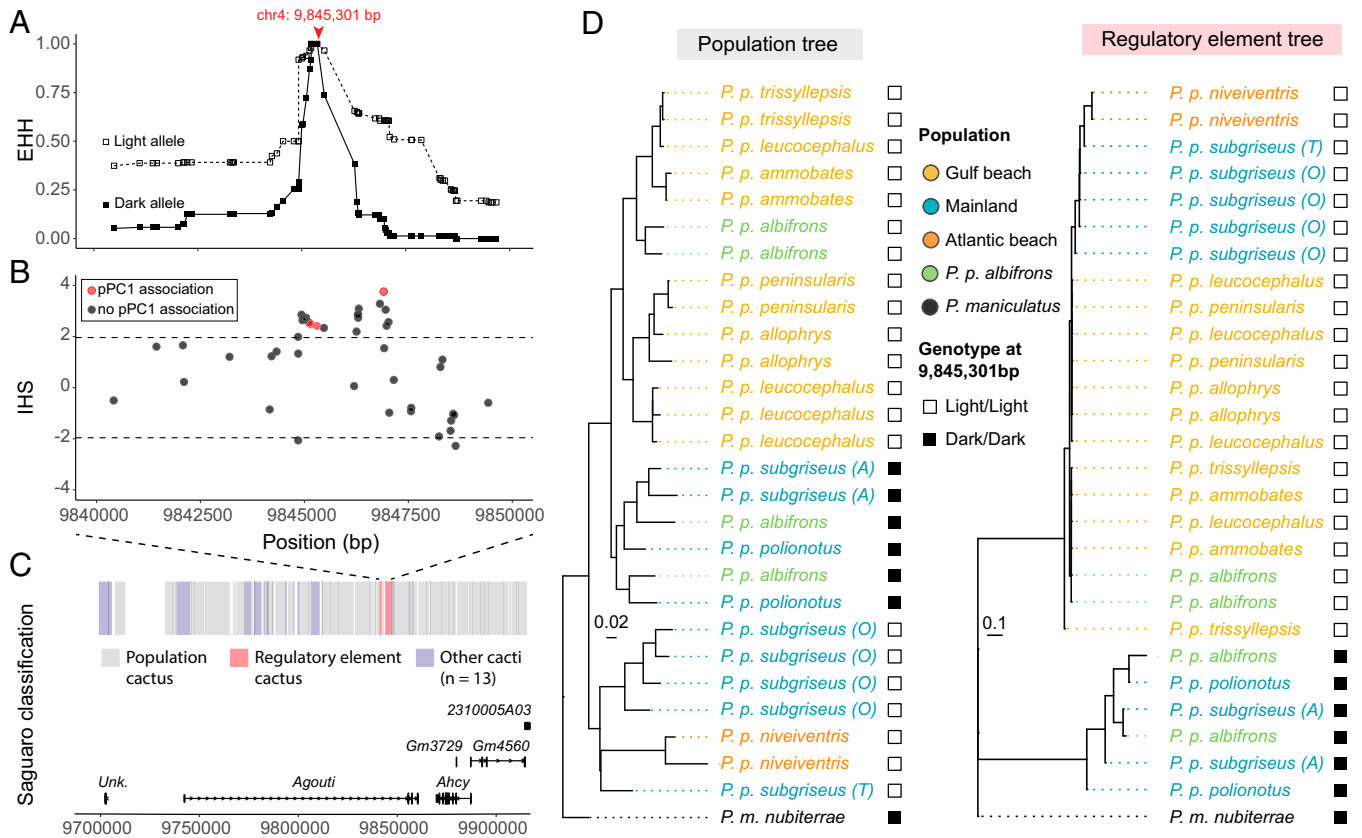 A
chr4: 9,845,301 bp
1.00
0.75
0.50
0.25
0.00
EHH
Light allele
Dark allele
B
pPC1 association
no pPC1 association
4
2
0
-2
-4
IHS
9840000 9842500 9845000 9847500 9850000
Position (bp)
C
Saguaro classification
Population cactus
Regulatory element cactus
Other cacti (n = 13)
2310005A03
Gm3729 Gm4560
Unk. Agouti Ahcy
9700000 9750000 9800000 9850000 9900000
D
Population tree
P. p. trissyllepsis
P. p. trissyllepsis
P. p. leucocephalus
P. p. ammobates
P. p. ammobates
P. p. albifrons
P. p. albifrons
P. p. peninsularis
P. p. peninsularis
P. p. allophrys
P. p. allophrys
P. p. leucocephalus
P. p. leucocephalus
P. p. leucocephalus
P. p. subgriseus (A)
P. p. subgriseus (A)
P. p. albifrons
P. p. polionotus
P. p. albifrons
P. p. polionotus
P. p. subgriseus (O)
P. p. subgriseus (O)
P. p. subgriseus (O)
P. p. subgriseus (O)
P. p. niveiventris
P. p. niveiventris
P. p. subgriseus (T)
P. m. nubiterrae
0.02
Population
Gulf beach
Mainland
Atlantic beach
P. p. albifrons
P. maniculatus
Genotype at
9,845,301bp
Light/Light
Dark/Dark
Regulatory element tree
P. p. niveiventris
P. p. niveiventris
P. p. subgriseus (T)
P. p. subgriseus (O)
P. p. subgriseus (O)
P. p. subgriseus (O)
P. p. subgriseus (O)
P. p. leucocephalus
P. p. peninsularis
P. p. leucocephalus
P. p. peninsularis
P. p. allophrys
P. p. allophrys
P. p. leucocephalus
P. p. trissyllepsis
P. p. ammobates
P. p. leucocephalus
P. p. ammobates
P. p. albifrons
P. p. albifrons
P. p. trissyllepsis
P. p. albifrons
P. p. polionotus
P. p. subgriseus (A)
P. p. albifrons
P. p. subgriseus (A)
P. p. polionotus
P. m. nubiterrae
0.1